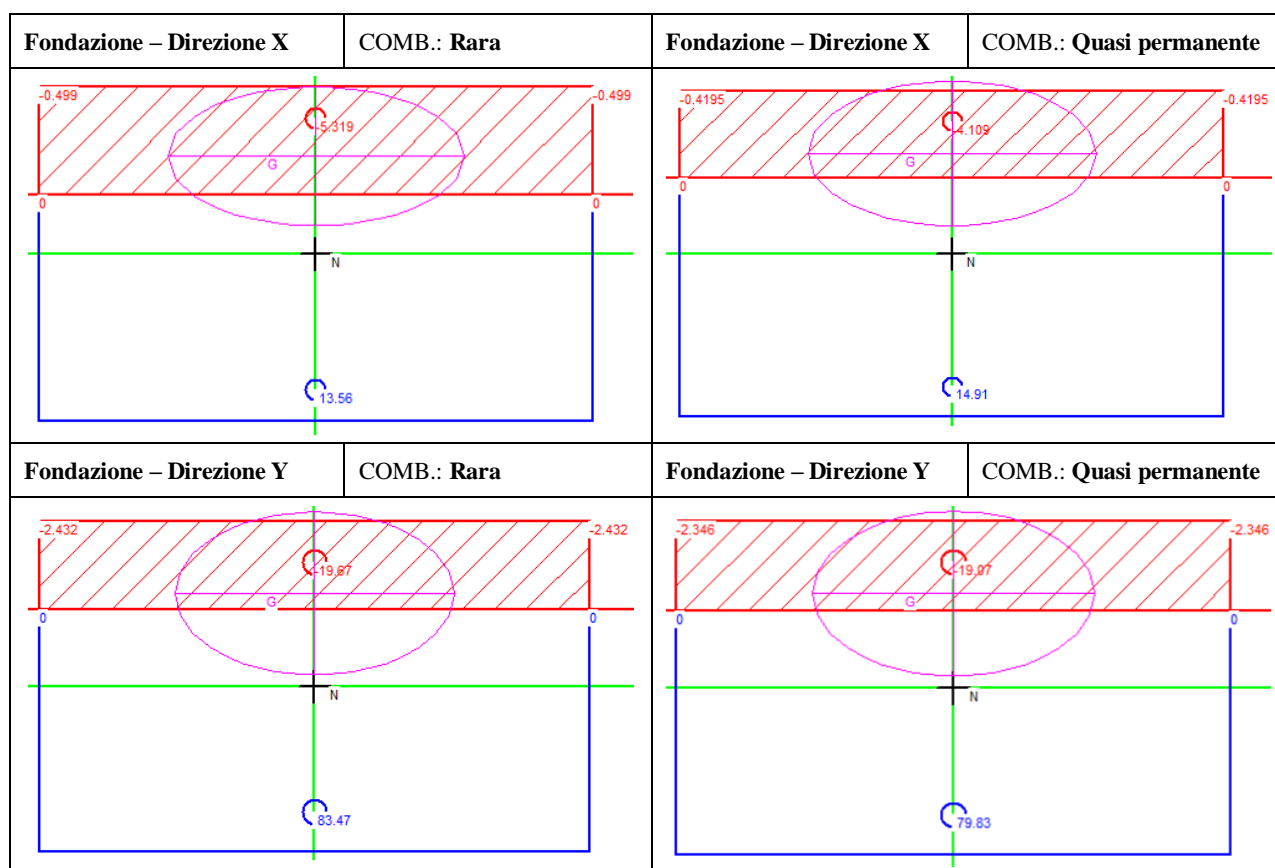 Fondazione – Direzione X COMB.: Rara Fondazione – Direzione X COMB.: Quasi permanente
-0.499 -0.499 -0.4195 -0.4195
-5.319 -4.109
G G
0 0 0 0
N N
13.56 14.91
Fondazione – Direzione Y COMB.: Rara Fondazione – Direzione Y COMB.: Quasi permanente
-2.432 -2.432 -2.346 -2.346
-19.67 -19.07
G G
0 0 0 0
N N
83.47 79.83